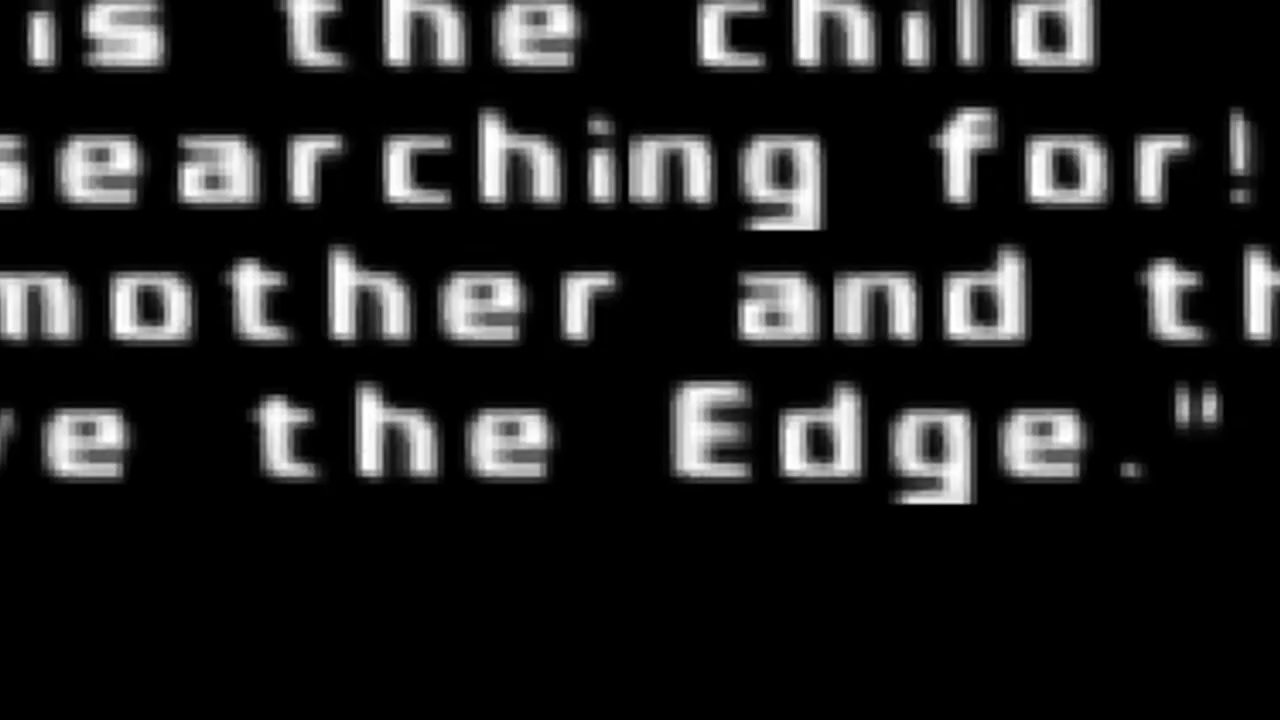 is the child
searching for!
mother and th
e the Edge."